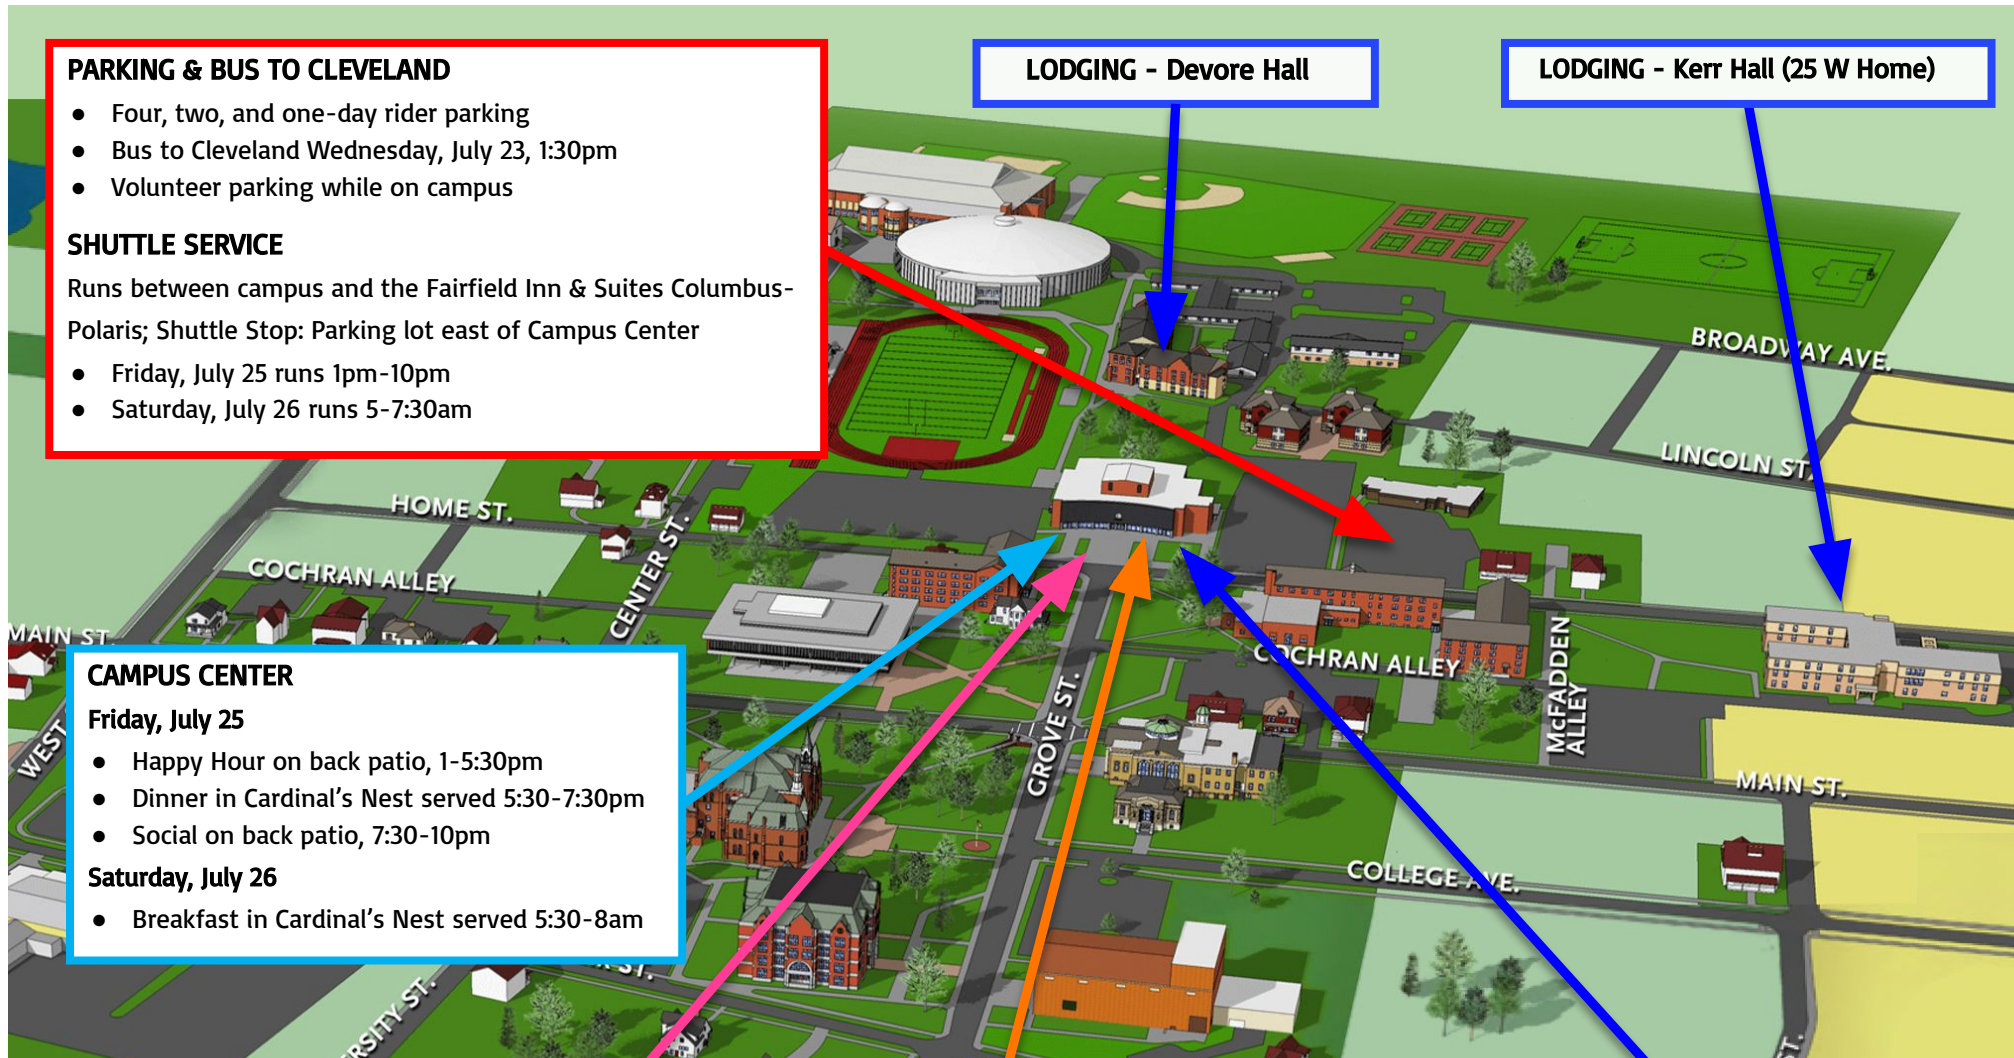 PARKING & BUS TO CLEVELAND
● Four, two, and one-day rider parking
● Bus to Cleveland Wednesday, July 23, 1:30pm
● Volunteer parking while on campus
SHUTTLE SERVICE
Runs between campus and the Fairfield Inn & Suites Columbus-
Polaris; Shuttle Stop: Parking lot east of Campus Center
● Friday, July 25 runs 1pm-10pm
● Saturday, July 26 runs 5-7:30am
LODGING - Devore Hall
LODGING - Kerr Hall (25 W Home)
BROADWAY AVE.
LINCOLN ST.
HOME ST.
COCHRAN ALLEY
CENTER ST.
MAIN ST.
WEST
COCHRAN ALLEY
McFADDEN
ALLEY
GROVE ST.
MAIN ST.
COLLEGE AVE.
CAMPUS CENTER
Friday, July 25
● Happy Hour on back patio, 1-5:30pm
● Dinner in Cardinal's Nest served 5:30-7:30pm
● Social on back patio, 7:30-10pm
Saturday, July 26
● Breakfast in Cardinal's Nest served 5:30-8am
ST.
ERSITY ST.
ST.